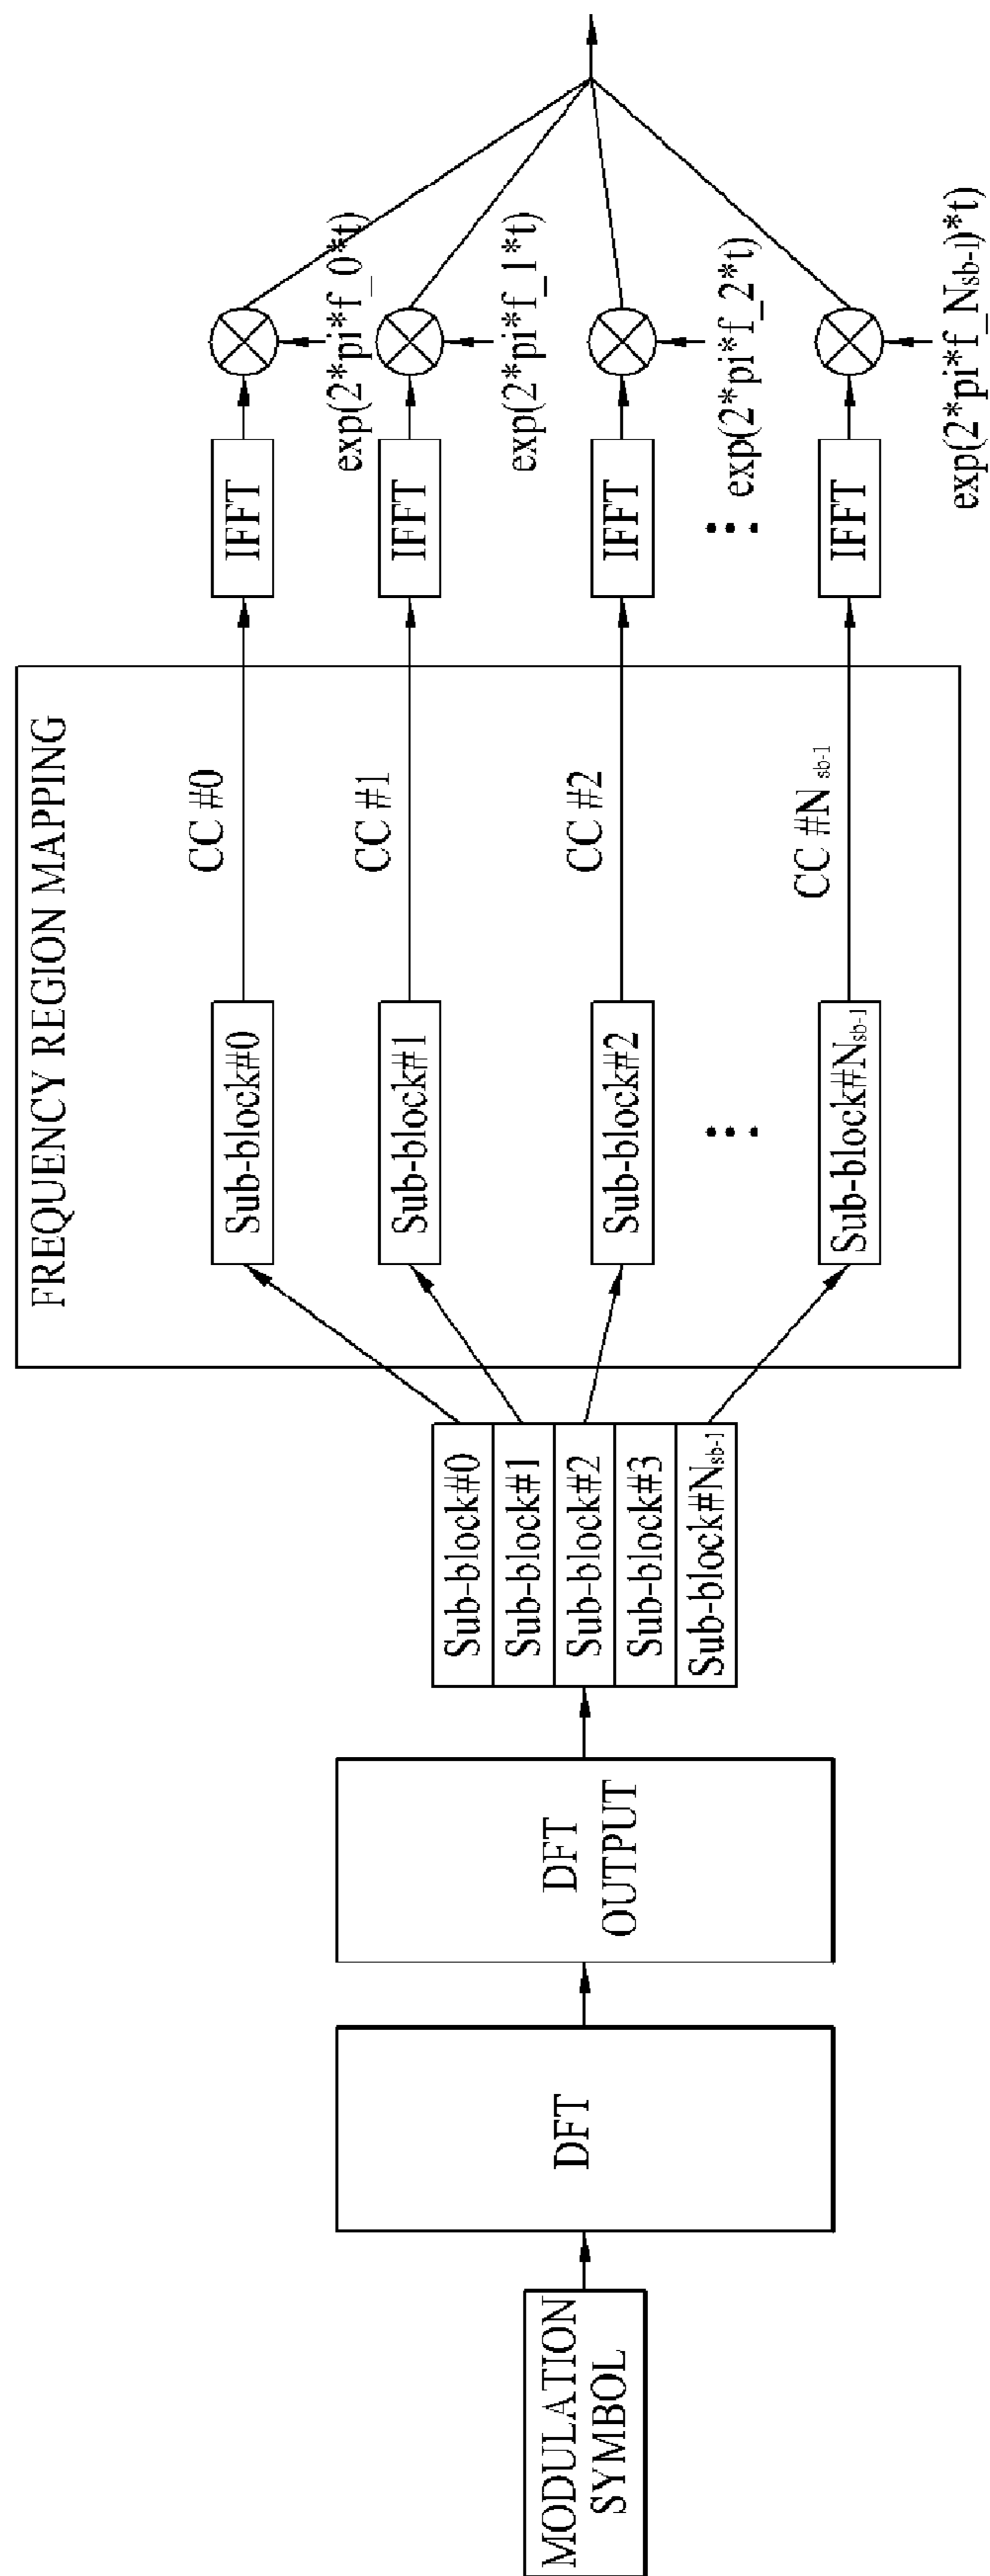 MODULATION
SYMBOL
DFT
DFT
OUTPUT
Sub-block#0
Sub-block#1
Sub-block#2
Sub-block#3
Sub-block#Nsb-1
FREQUENCY REGION MAPPING
Sub-block#0
Sub-block#1
Sub-block#2
⋮
Sub-block#Nsb-1
CC #0
CC #1
CC #2
CC #N sb-1
IFFT
IFFT
IFFT
⋮
IFFT
exp(2*pi*f_0*t)
exp(2*pi*f_1*t)
exp(2*pi*f_2*t)
exp(2*pi*f_Nsb-1)*t)